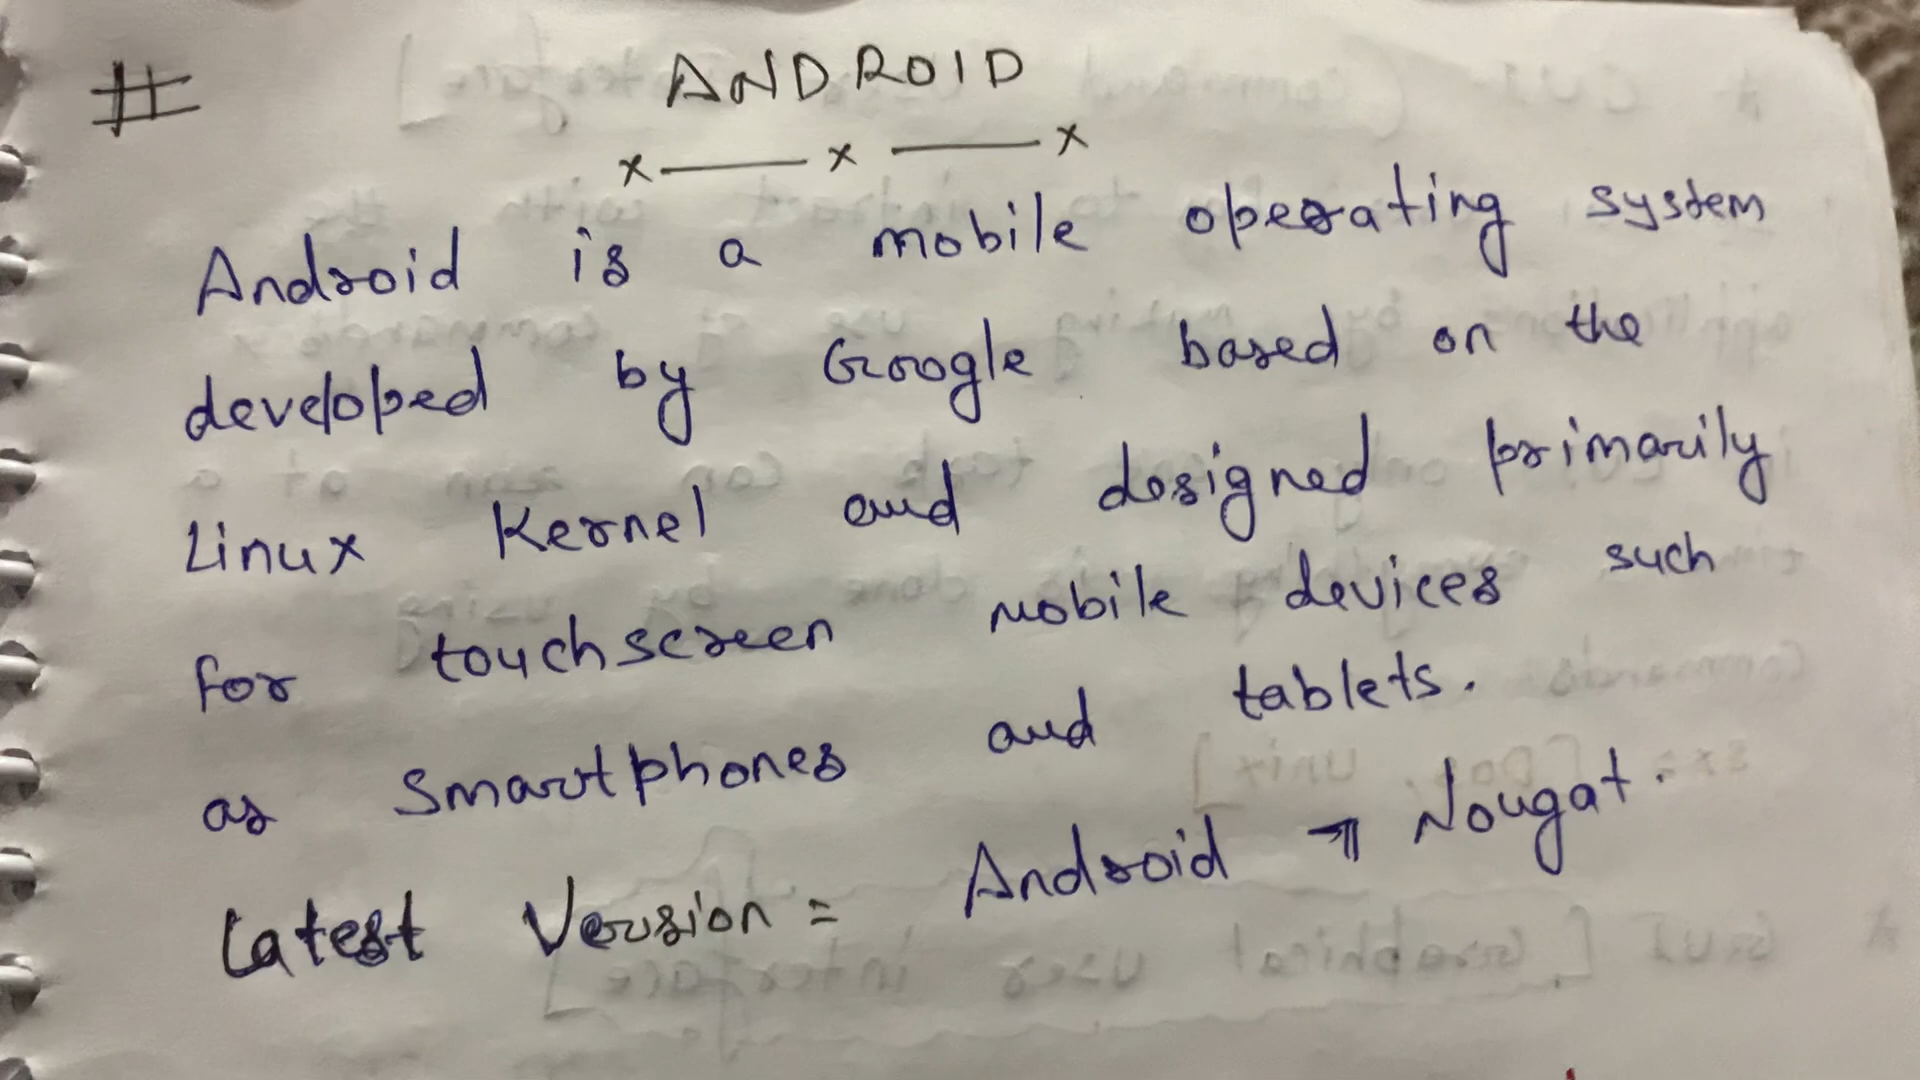 # ANDROID
x —— x —— x
Android is a mobile operating system
developed by Google based on the
Linux Kernel and designed primarily
for touchscreen mobile devices such
as smartphones and tablets.
Latest Version = Android 7 Nougat.